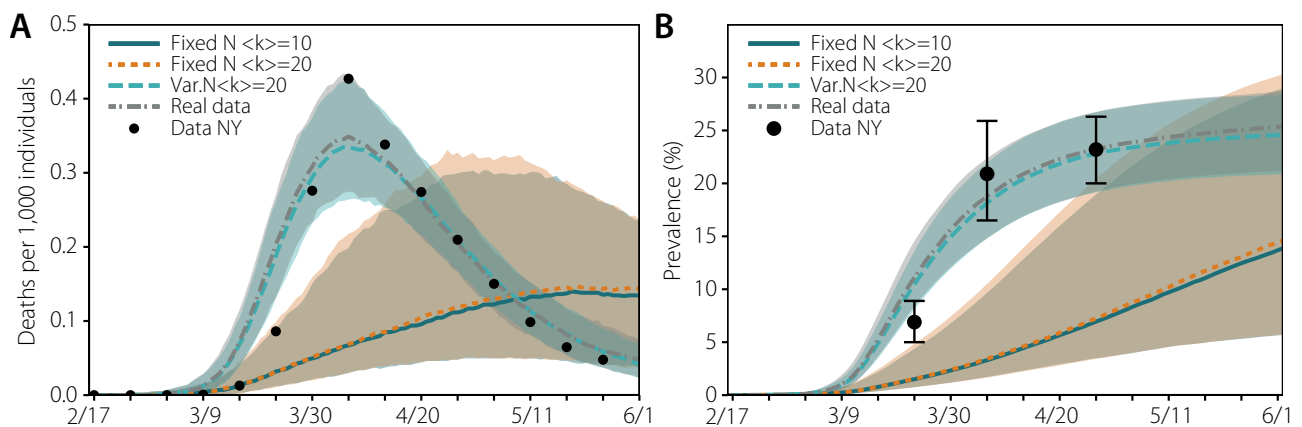 A
Deaths per 1,000 individuals
0.5
0.4
0.3
0.2
0.1
0.0
Fixed N <k>=10
Fixed N <k>=20
Var.N<k>=20
Real data
Data NY
2/17 3/9 3/30 4/20 5/11 6/1
B
Prevalence (%)
30
25
20
15
10
5
0
Fixed N <k>=10
Fixed N <k>=20
Var.N<k>=20
Real data
Data NY
2/17 3/9 3/30 4/20 5/11 6/1